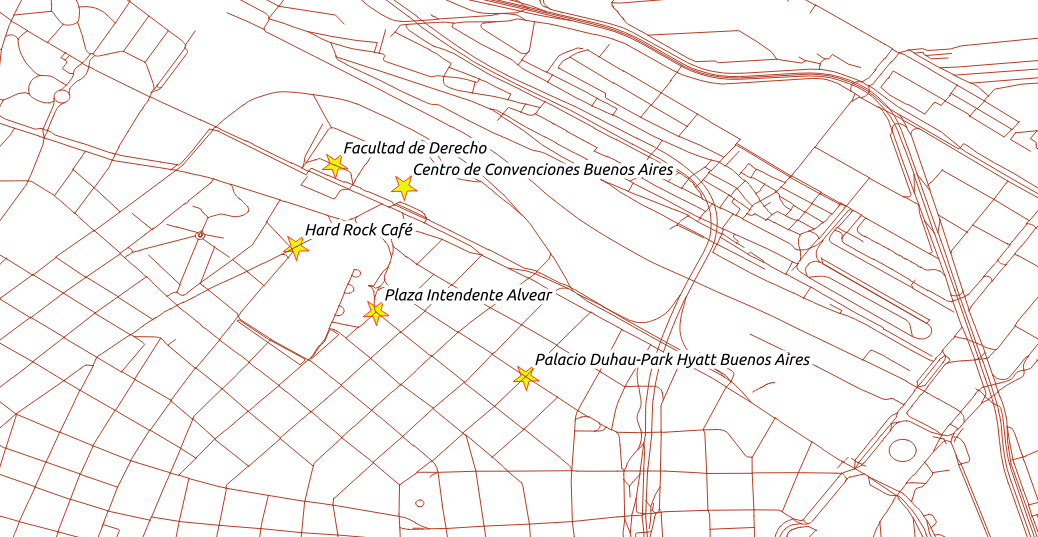 Facultad de Derecho
Centro de Convenciones Buenos Aires
Hard Rock Café
Plaza Intendente Alvear
Palacio Duhau-Park Hyatt Buenos Aires